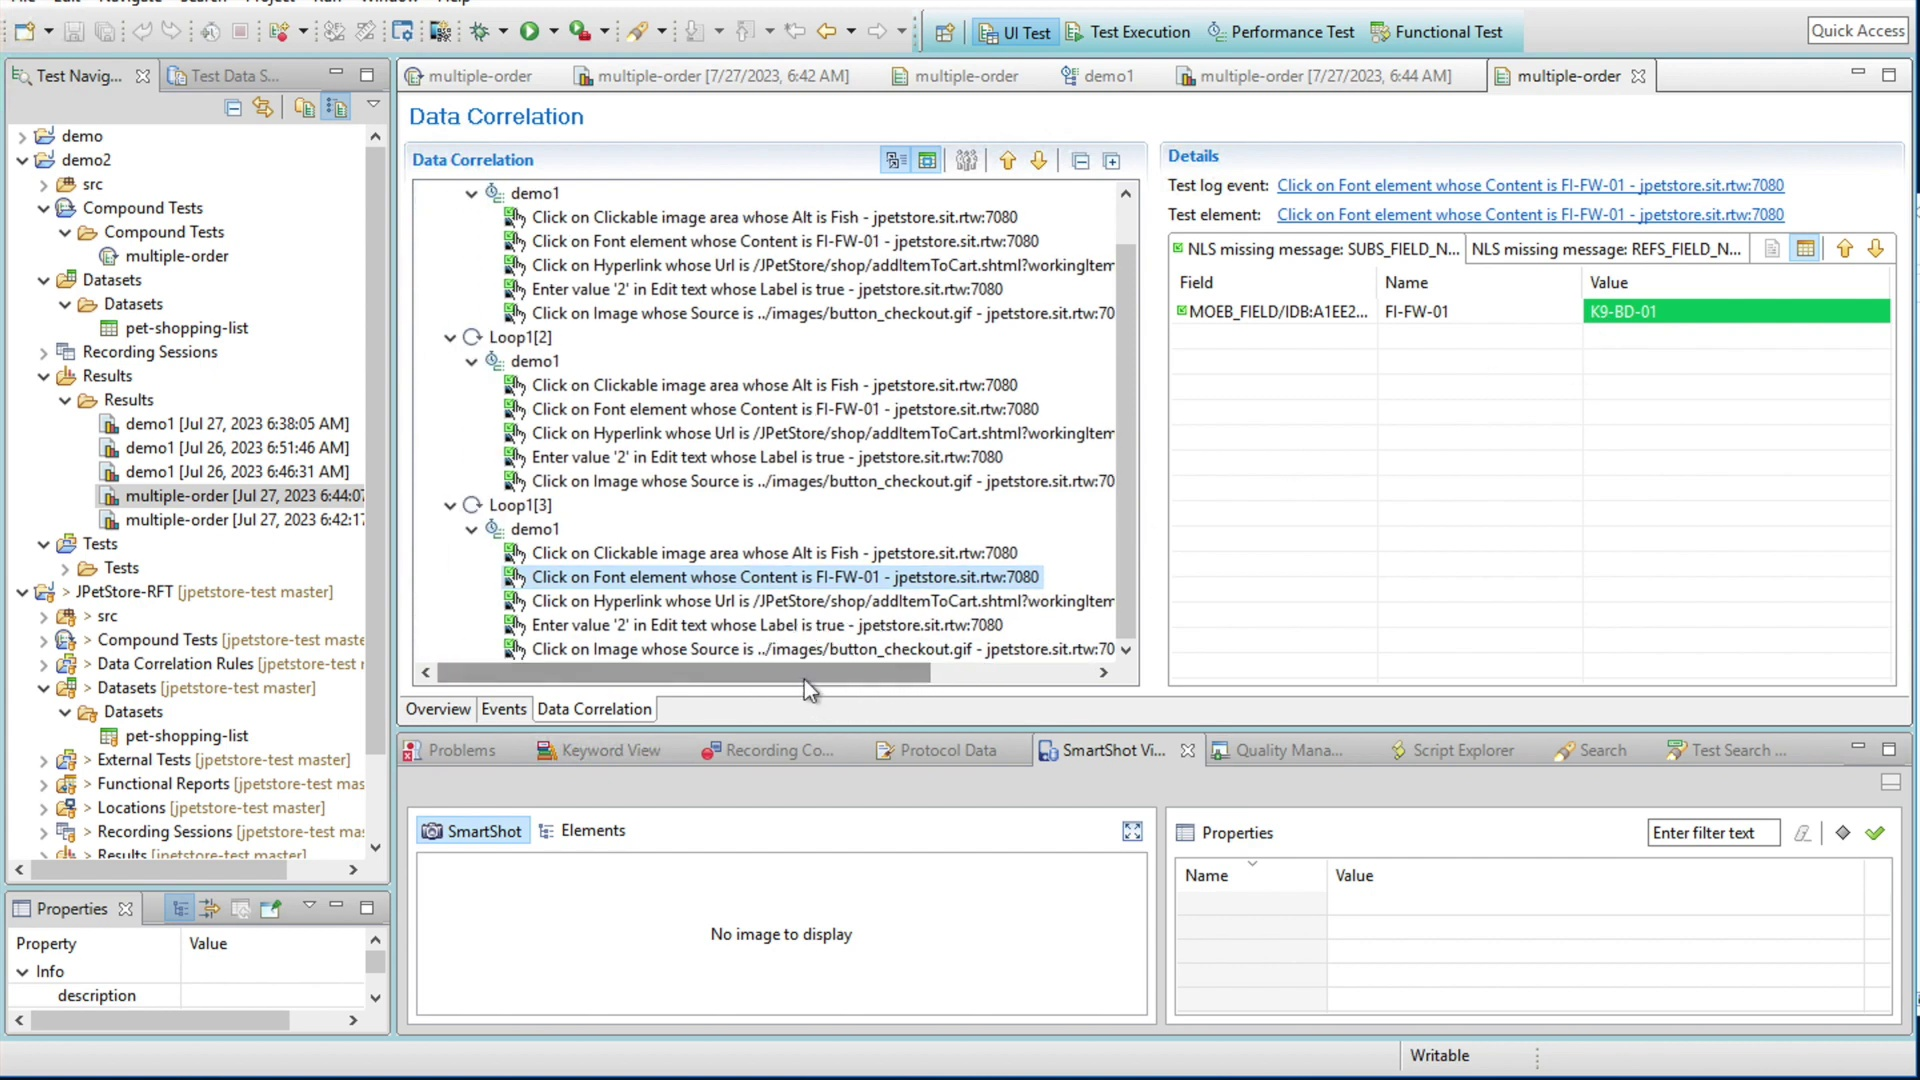 Quick Access
UI Test
Test Execution
Performance Test
Functional Test
Test Navig...
Test Data S...
demo
demo2
src
Compound Tests
Compound Tests
multiple-order
Datasets
Datasets
pet-shopping-list
Recording Sessions
Results
Results
demo1 [Jul 27, 2023 6:38:05 AM]
demo1 [Jul 26, 2023 6:51:46 AM]
demo1 [Jul 26, 2023 6:46:31 AM]
multiple-order [Jul 27, 2023 6:44:07
multiple-order [Jul 27, 2023 6:42:17
Tests
Tests
> JPetStore-RFT [jpetstore-test master]
> src
> Compound Tests [jpetstore-test maste
> Data Correlation Rules [jpetstore-test r
Datasets [jpetstore-test master]
Datasets
pet-shopping-list
> External Tests [jpetstore-test master]
> Functional Reports [jpetstore-test mas
> Locations [jpetstore-test master]
> Recording Sessions [jpetstore-test mas
> Results [jpetstore-test master]
Properties
Property
Value
Info
description
multiple-order
multiple-order [7/27/2023, 6:42 AM]
multiple-order
demo1
multiple-order [7/27/2023, 6:44 AM]
multiple-order
Data Correlation
Data Correlation
demo1
Click on Clickable image area whose Alt is Fish - jpetstore.sit.rtw:7080
Click on Font element whose Content is FI-FW-01 - jpetstore.sit.rtw:7080
Click on Hyperlink whose Url is /JPetStore/shop/addItemToCart.shtml?workingItem
Enter value '2' in Edit text whose Label is true - jpetstore.sit.rtw:7080
Click on Image whose Source is ../images/button_checkout.gif - jpetstore.sit.rtw:70
Loop1[2]
demo1
Click on Clickable image area whose Alt is Fish - jpetstore.sit.rtw:7080
Click on Font element whose Content is FI-FW-01 - jpetstore.sit.rtw:7080
Click on Hyperlink whose Url is /JPetStore/shop/addItemToCart.shtml?workingItem
Enter value '2' in Edit text whose Label is true - jpetstore.sit.rtw:7080
Click on Image whose Source is ../images/button_checkout.gif - jpetstore.sit.rtw:70
Loop1[3]
demo1
Click on Clickable image area whose Alt is Fish - jpetstore.sit.rtw:7080
Click on Font element whose Content is FI-FW-01 - jpetstore.sit.rtw:7080
Click on Hyperlink whose Url is /JPetStore/shop/addItemToCart.shtml?workingItem
Enter value '2' in Edit text whose Label is true - jpetstore.sit.rtw:7080
Click on Image whose Source is ../images/button_checkout.gif - jpetstore.sit.rtw:70
Overview
Events
Data Correlation
Details
Test log event: Click on Font element whose Content is FI-FW-01 - jpetstore.sit.rtw:7080
Test element: Click on Font element whose Content is FI-FW-01 - jpetstore.sit.rtw:7080
NLS missing message: SUBS_FIELD_N...
NLS missing message: REFS_FIELD_N...
Field
Name
Value
MOEB_FIELD/IDB:A1EE2...
FI-FW-01
K9-BD-01
Problems
Keyword View
Recording Co...
Protocol Data
SmartShot Vi...
Quality Mana...
Script Explorer
Search
Test Search ...
SmartShot
Elements
No image to display
Properties
Enter filter text
Name
Value
Writable